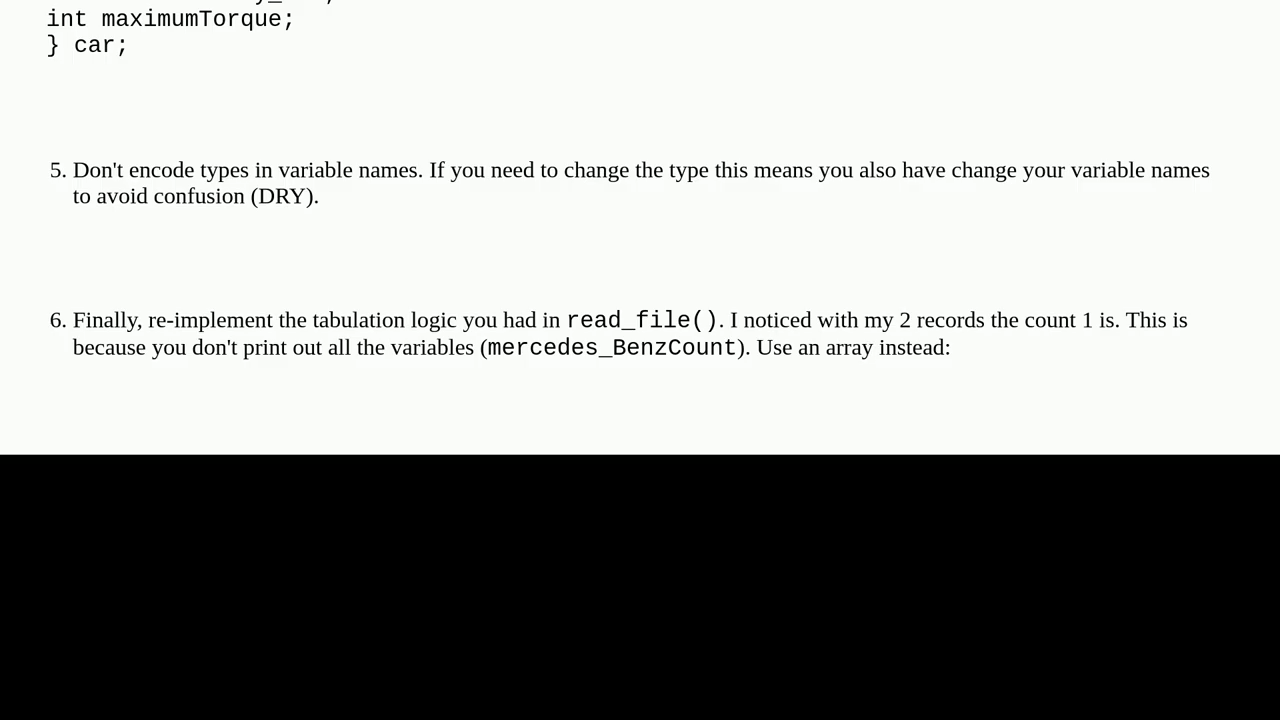 int maximumTorque;
} car;
5. Don't encode types in variable names. If you need to change the type this means you also have change your variable names
to avoid confusion (DRY).
6. Finally, re-implement the tabulation logic you had in read_file(). I noticed with my 2 records the count 1 is. This is
because you don't print out all the variables (mercedes_BenzCount). Use an array instead: